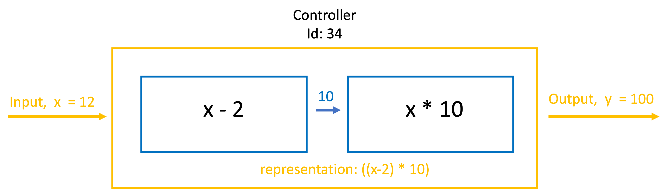 Controller
Id: 34
Input, x = 12
x - 2
10
x * 10
Output, y = 100
representation: ((x-2) * 10)